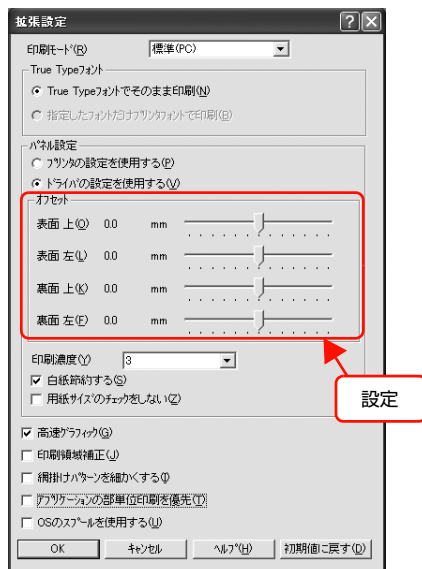 拡張設定
印刷モード(R) 標準(PC)
True Typeフォント
True Typeフォントでそのまま印刷(N)
指定したフォントだけプリンタフォントで印刷(B)
パネル設定
プリンタの設定を使用する(P)
ドライバの設定を使用する(V)
オフセット
表面 上(O) 0.0 mm
表面 左(L) 0.0 mm
裏面 上(K) 0.0 mm
裏面 左(F) 0.0 mm
印刷濃度(Y) 3
白紙節約する(S)
用紙サイズのチェックをしない(Z)
設定
高速グラフィック(G)
印刷領域補正(J)
網掛けパターンを細かくする(I)
アプリケーションの部単位印刷を優先(T)
OSのスプールを使用する(U)
OK キャンセル ヘルプ(H) 初期値に戻す(D)